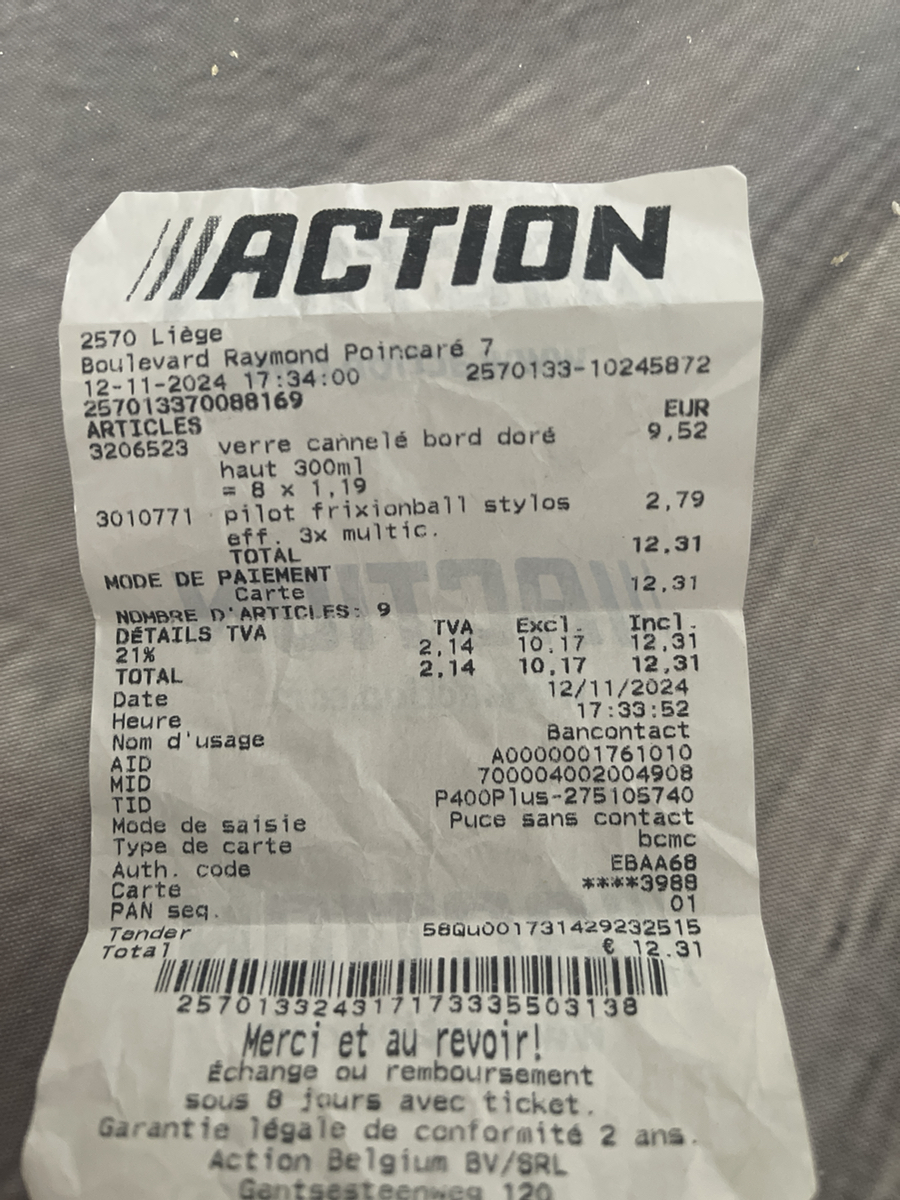 ACTION
2570 Liège
Boulevard Raymond Poincaré 7
12-11-2024 17:34:00 2570133-10245872
257013370088169
ARTICLES EUR
3206523 verre cannelé bord doré 9,52
haut 300ml
= 8 x 1,19
3010771 pilot frixionball stylos 2,79
eff. 3x multic.
TOTAL 12,31
MODE DE PAIEMENT
Carte 12,31
NOMBRE D'ARTICLES: 9
DÉTAILS TVA TVA Excl. Incl.
21% 2,14 10,17 12,31
TOTAL 2,14 10,17 12,31
Date 12/11/2024
Heure 17:33:52
Nom d'usage Bancontact
AID A0000001761010
MID 700004002004908
TID P400Plus-275105740
Mode de saisie Puce sans contact
Type de carte bcmc
Auth. code EBAA68
Carte ****3988
PAN seq. 01
Tender 58Qu001731429232515
Total € 12.31
257013324317173335503138
Merci et au revoir!
Échange ou remboursement
sous 8 jours avec ticket.
Garantie légale de conformité 2 ans.
Action Belgium BV/SRL
Gentsesteenweg 120